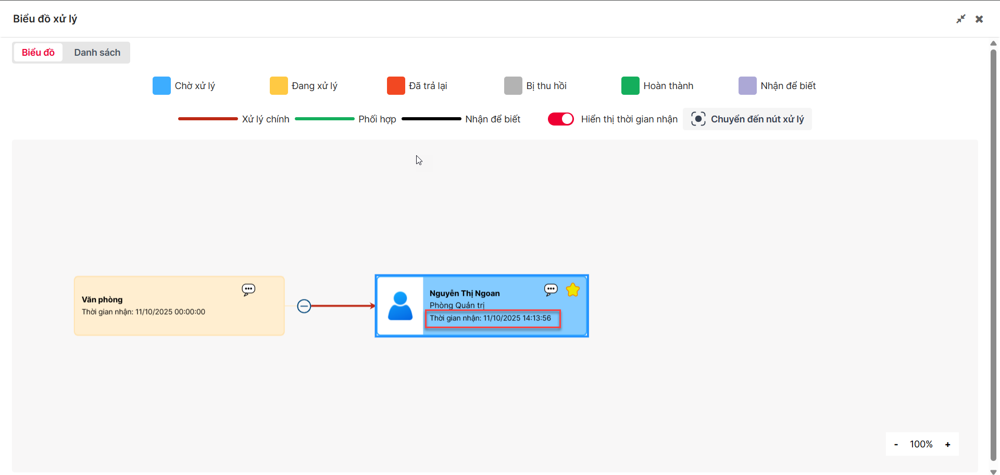 Biểu đồ xử lý
Biểu đồ
Danh sách
Chờ xử lý
Đang xử lý
Đã trả lại
Bị thu hồi
Hoàn thành
Nhận để biết
Xử lý chính
Phối hợp
Nhận để biết
Hiển thị thời gian nhận
Chuyển đến nút xử lý
Văn phòng
Thời gian nhận: 11/10/2025 00:00:00
Nguyễn Thị Ngoan
Phòng Quản trị
Thời gian nhận: 11/10/2025 14:13:56
- 100% +